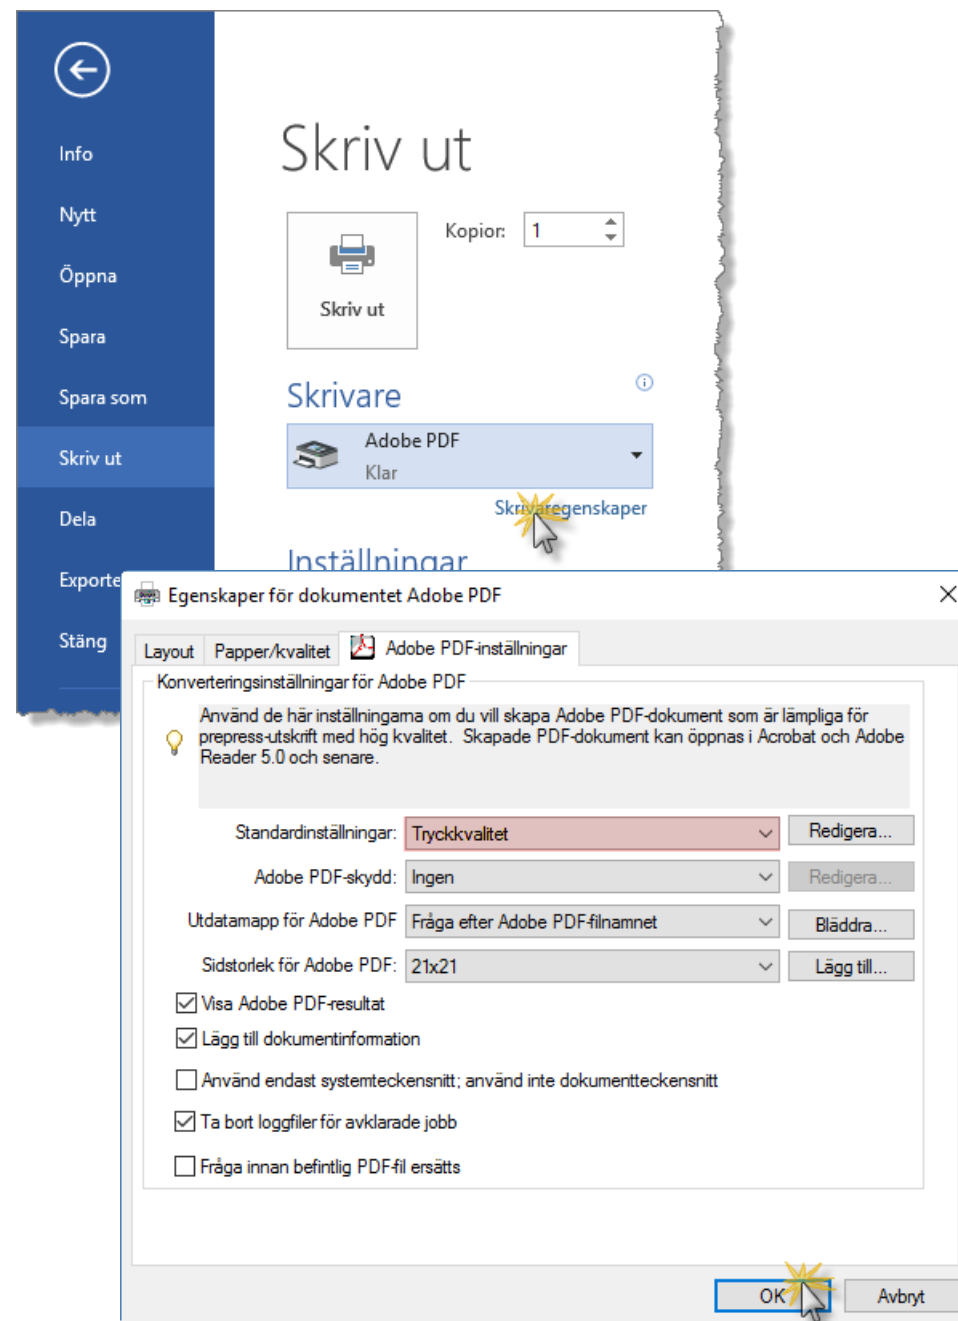 Info
Nytt
Öppna
Spara
Spara som
Skriv ut
Dela
Exporte
Stäng
Skriv ut
Kopior: 1
Skriv ut
Skrivare
Adobe PDF
Klar
Skrivaregenskaper
Inställningar
Egenskaper för dokumentet Adobe PDF
Layout Papper/kvalitet Adobe PDF-inställningar
Konverteringsinställningar för Adobe PDF
Använd de här inställningarna om du vill skapa Adobe PDF-dokument som är lämpliga för
prepress-utskrift med hög kvalitet. Skapade PDF-dokument kan öppnas i Acrobat och Adobe
Reader 5.0 och senare.
Standardinställningar: Tryckkvalitet Redigera...
Adobe PDF-skydd: Ingen Redigera...
Utdatamapp för Adobe PDF Fråga efter Adobe PDF-filnamnet Bläddra...
Sidstorlek för Adobe PDF: 21x21 Lägg till...
Visa Adobe PDF-resultat
Lägg till dokumentinformation
Använd endast systemteckensnitt; använd inte dokumentteckensnitt
Ta bort loggfiler för avklarade jobb
Fråga innan befintlig PDF-fil ersätts
OK Avbryt